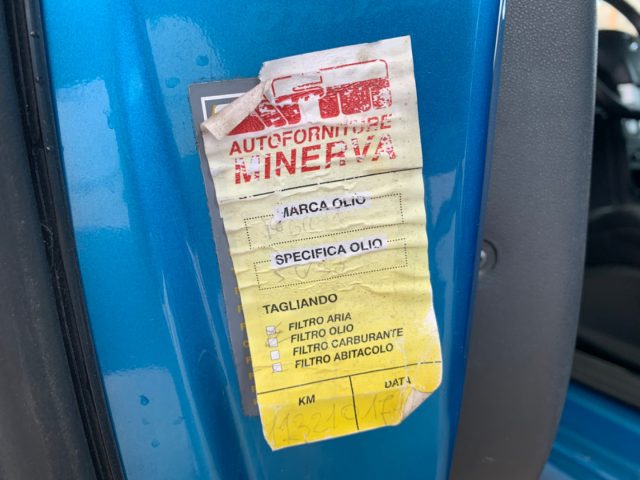 AUTOFORNITURE
MINERVA
MARCA OLIO
SPECIFICA OLIO
TAGLIANDO
FILTRO ARIA
FILTRO OLIO
FILTRO CARBURANTE
FILTRO ABITACOLO
KM DATA